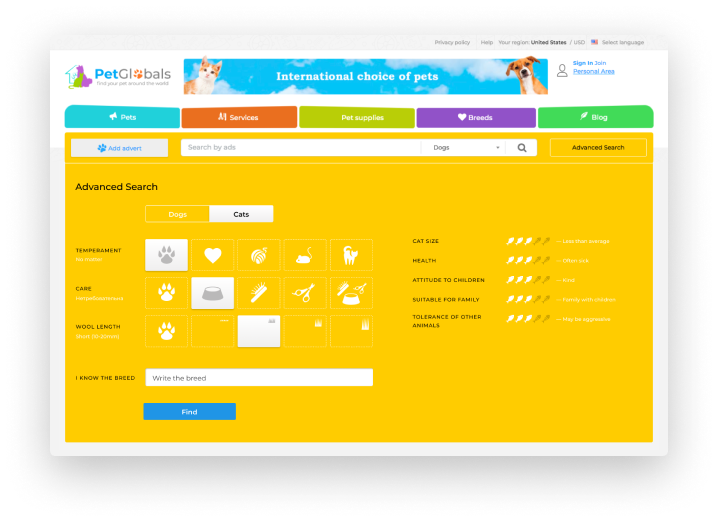 Privacy policy Help Your region: United States / USD Select language
PetGlobals
find your pet around the world!
International choice of pets
Sign In Join
Personal Area
Pets Services Pet supplies Breeds Blog
Add advert Search by ads Dogs Advanced Search
Advanced Search
Dogs Cats
TEMPERAMENT
No matter
CARE
WOOL LENGTH
Short (10-20mm)
I KNOW THE BREED Write the breed
Find
CAT SIZE — Less than average
HEALTH — Often sick
ATTITUDE TO CHILDREN — Kind
SUITABLE FOR FAMILY — Family with children
TOLERANCE OF OTHER
ANIMALS — May be aggressive